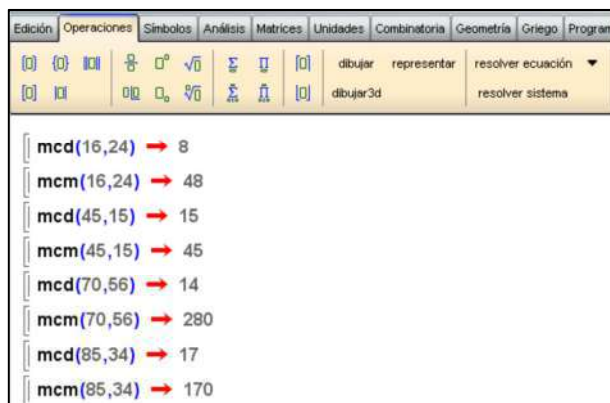 Edición Operaciones Símbolos Análisis Matrices Unidades Combinatoria Geometría Griego Program
dibujar representar resolver ecuación
dibujar3d resolver sistema
mcd(16,24) → 8
mcm(16,24) → 48
mcd(45,15) → 15
mcm(45,15) → 45
mcd(70,56) → 14
mcm(70,56) → 280
mcd(85,34) → 17
mcm(85,34) → 170